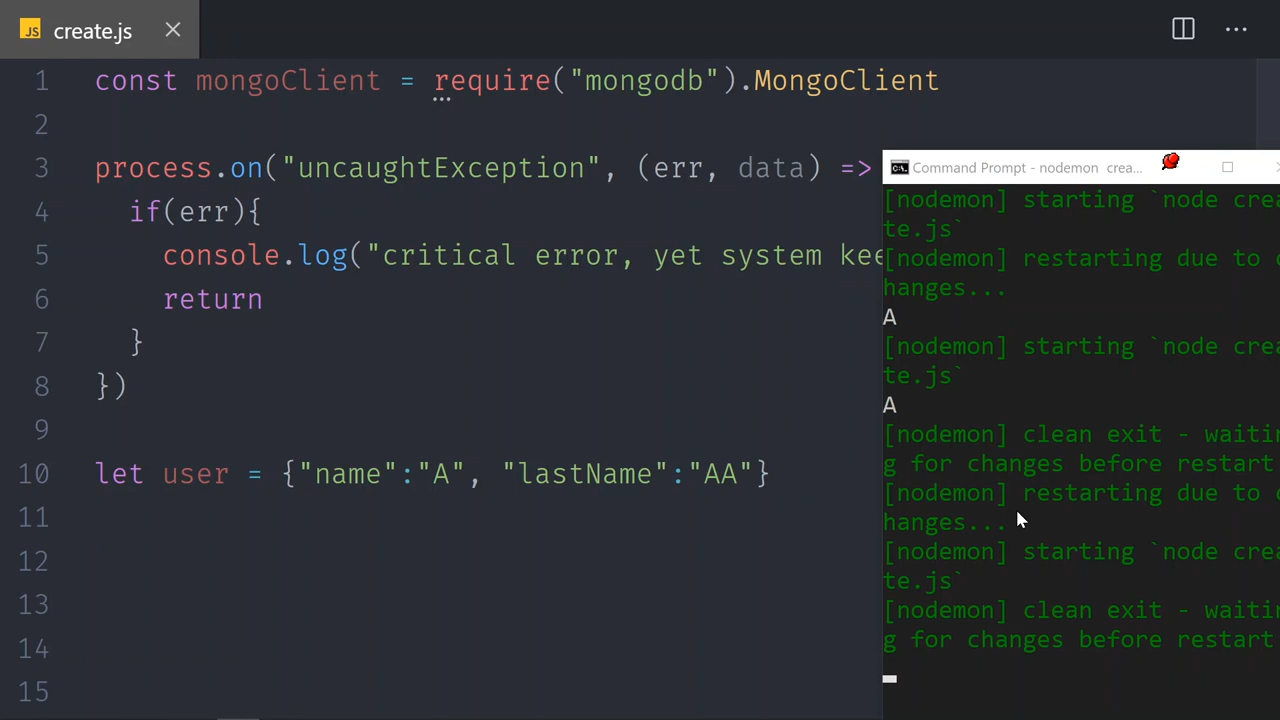 JS create.js
1 const mongoClient = require("mongodb").MongoClient
2
3 process.on("uncaughtException", (err, data) =>
4 if(err){
5 console.log("critical error, yet system kee
6 return
7 }
8 })
9
10 let user = {"name":"A", "lastName":"AA"}
11
12
13
14
15
C:\. Command Prompt - nodemon crea...
[nodemon] starting `node crea
te.js`
[nodemon] restarting due to c
hanges...
A
[nodemon] starting `node crea
te.js`
A
[nodemon] clean exit - waitin
g for changes before restart
[nodemon] restarting due to c
hanges...
[nodemon] starting `node crea
te.js`
[nodemon] clean exit - waitin
g for changes before restart